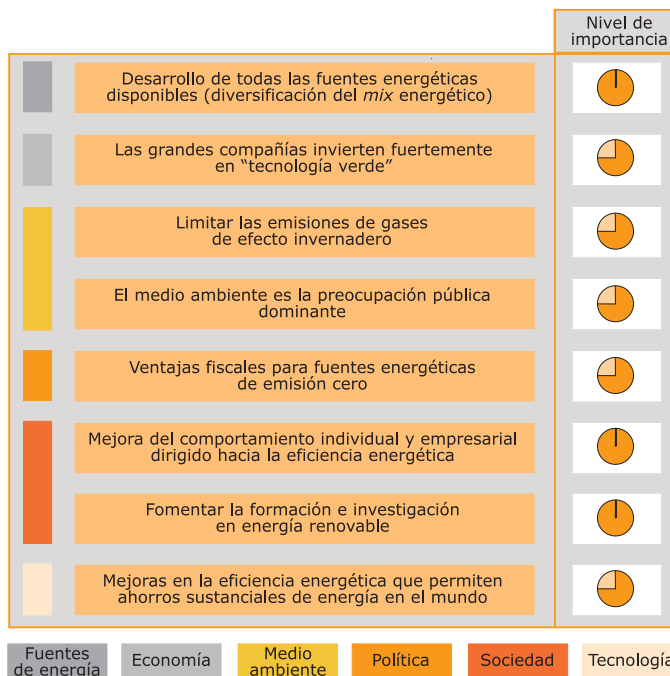 Nivel de
importancia
Desarrollo de todas las fuentes energéticas
disponibles (diversificación del mix energético)
Las grandes compañías invierten fuertemente
en “tecnología verde”
Limitar las emisiones de gases
de efecto invernadero
El medio ambiente es la preocupación pública
dominante
Ventajas fiscales para fuentes energéticas
de emisión cero
Mejora del comportamiento individual y empresarial
dirigido hacia la eficiencia energética
Fomentar la formación e investigación
en energía renovable
Mejoras en la eficiencia energética que permiten
ahorros sustanciales de energía en el mundo
Fuentes
de energía
Economía
Medio
ambiente
Política
Sociedad
Tecnología